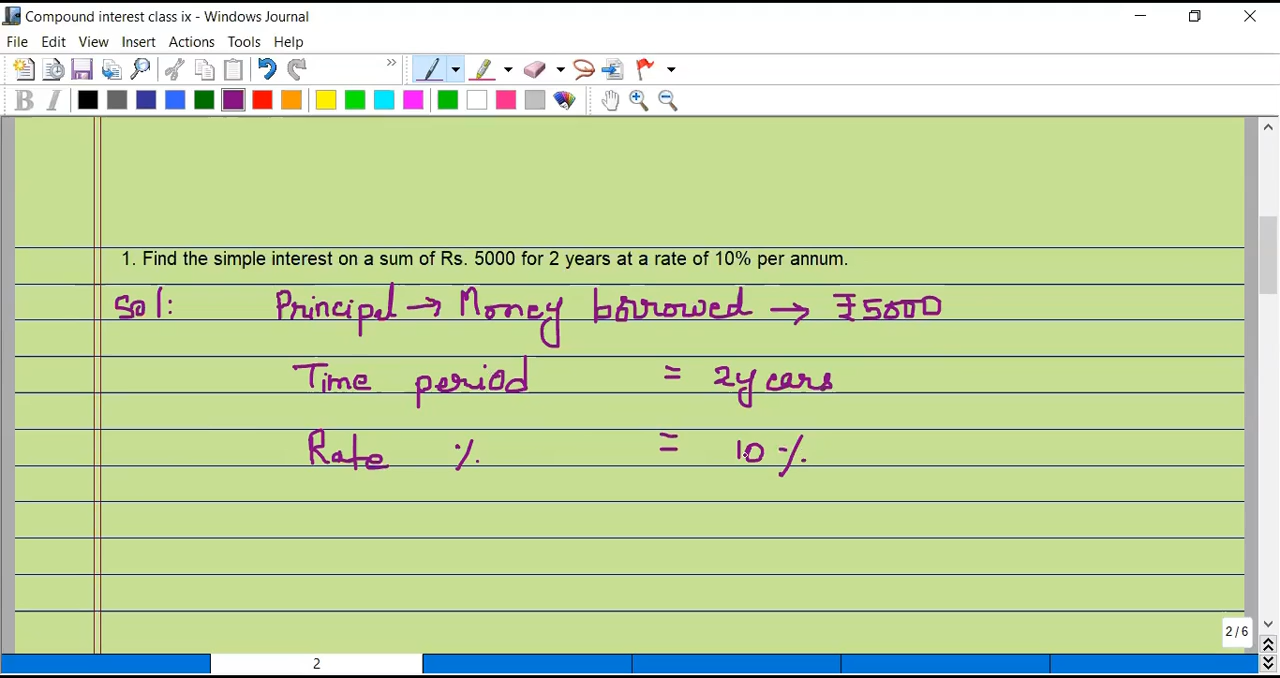 Compound interest class ix - Windows Journal
File Edit View Insert Actions Tools Help
B I
1. Find the simple interest on a sum of Rs. 5000 for 2 years at a rate of 10% per annum.
Sol: Principal → Money borrowed → ₹5000
Time period = 2years
Rate % = 10%
2/6
2